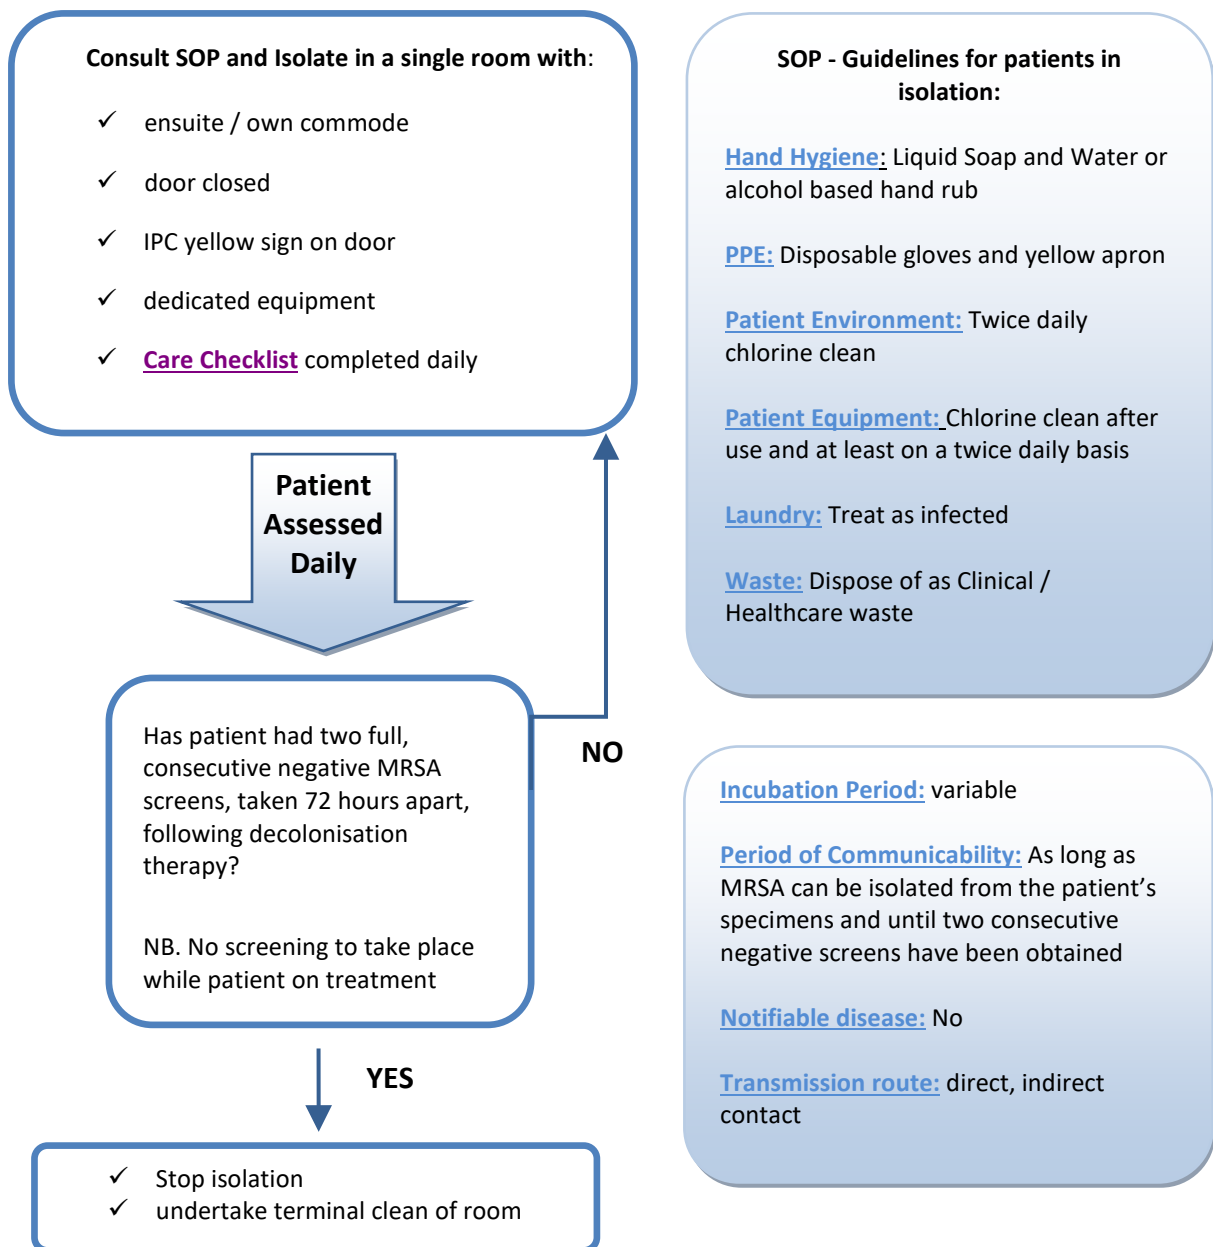 Consult SOP and Isolate in a single room with:
✓ ensuite / own commode
✓ door closed
✓ IPC yellow sign on door
✓ dedicated equipment
✓ Care Checklist completed daily
Patient
Assessed
Daily
Has patient had two full,
consecutive negative MRSA
screens, taken 72 hours apart,
following decolonisation
therapy?
NB. No screening to take place
while patient on treatment
NO
YES
✓ Stop isolation
✓ undertake terminal clean of room
SOP - Guidelines for patients in
isolation:
Hand Hygiene: Liquid Soap and Water or
alcohol based hand rub
PPE: Disposable gloves and yellow apron
Patient Environment: Twice daily
chlorine clean
Patient Equipment: Chlorine clean after
use and at least on a twice daily basis
Laundry: Treat as infected
Waste: Dispose of as Clinical /
Healthcare waste
Incubation Period: variable
Period of Communicability: As long as
MRSA can be isolated from the patient’s
specimens and until two consecutive
negative screens have been obtained
Notifiable disease: No
Transmission route: direct, indirect
contact